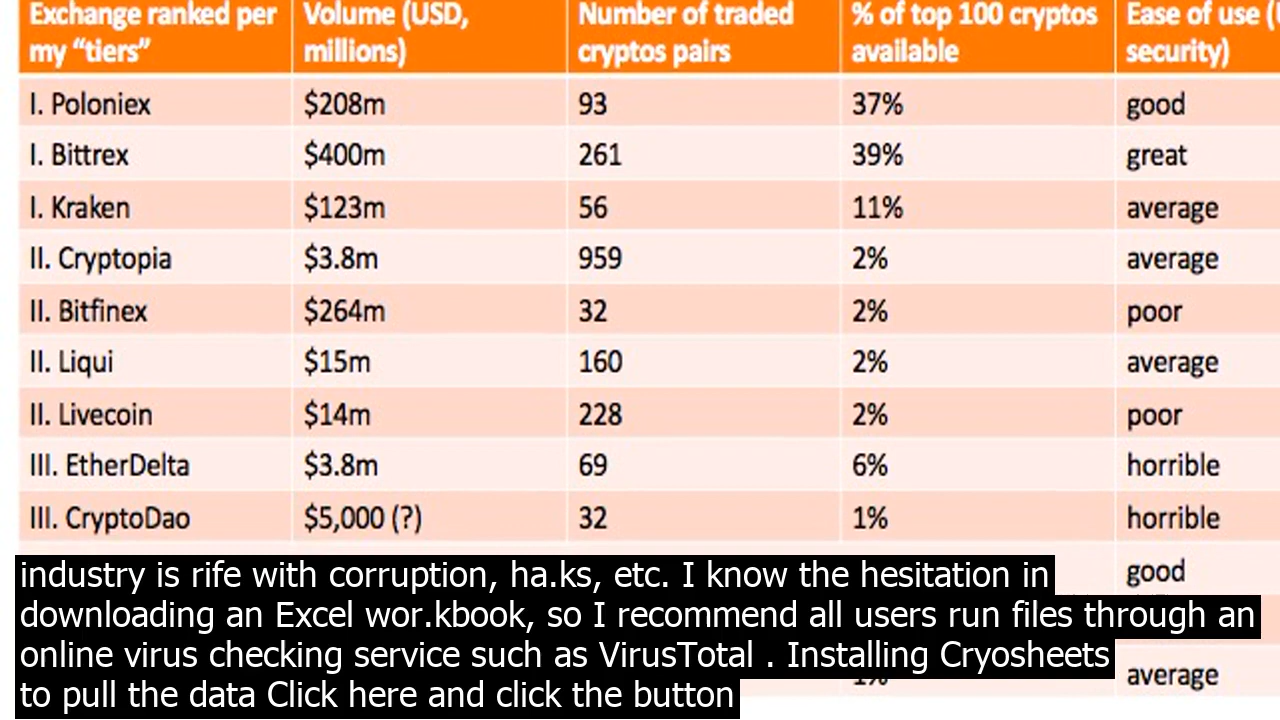 Exchange ranked per my “tiers” Volume (USD, millions) Number of traded cryptos pairs % of top 100 cryptos available Ease of use ( security)
I. Poloniex $208m 93 37% good
I. Bittrex $400m 261 39% great
I. Kraken $123m 56 11% average
II. Cryptopia $3.8m 959 2% average
II. Bitfinex $264m 32 2% poor
II. Liqui $15m 160 2% average
II. Livecoin $14m 228 2% poor
III. EtherDelta $3.8m 69 6% horrible
III. CryptoDao $5,000 (?) 32 1% horrible
good
average
industry is rife with corruption, ha.ks, etc. I know the hesitation in
downloading an Excel wor.kbook, so I recommend all users run files through an
online virus checking service such as VirusTotal . Installing Cryosheets
to pull the data Click here and click the button